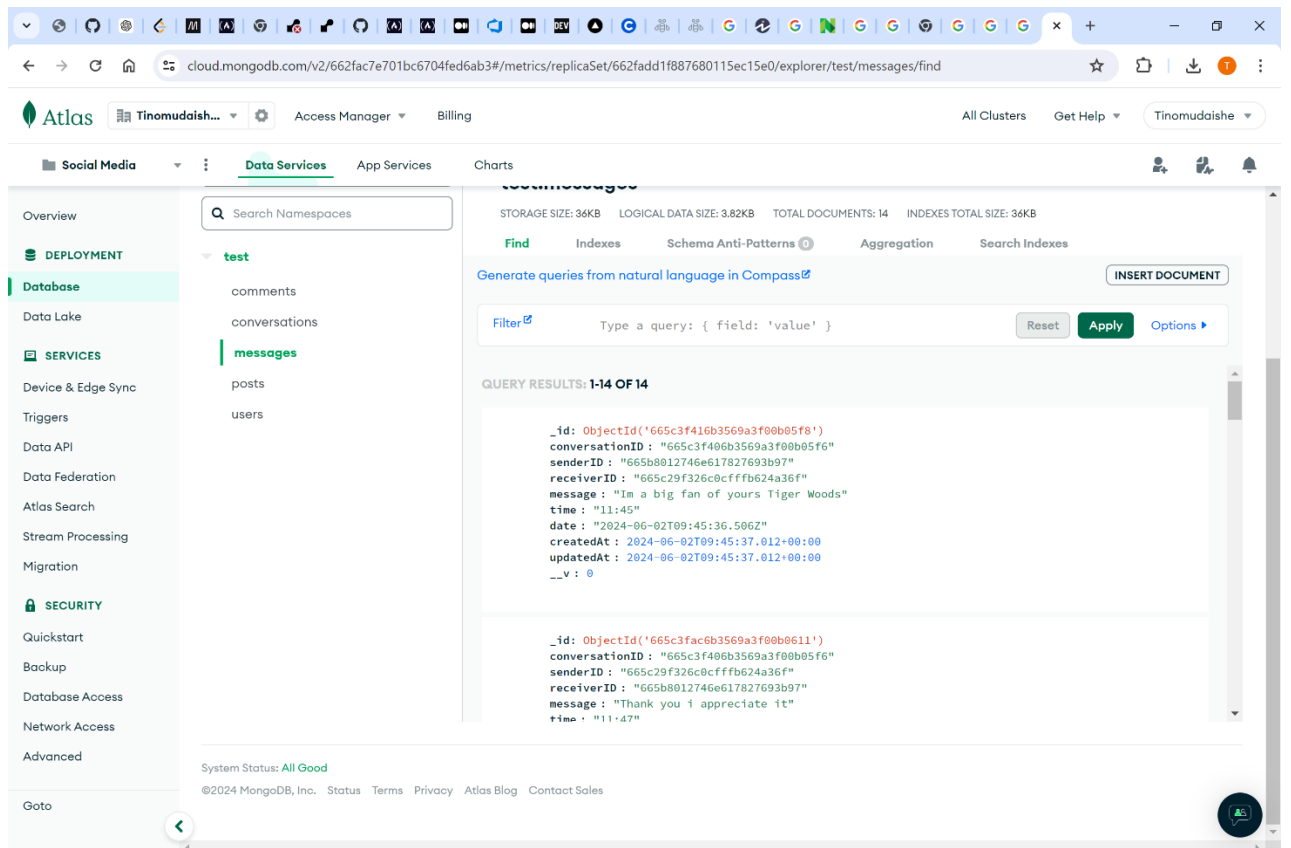 cloud.mongodb.com/v2/662fac7e701bc6704fed6ab3#/metrics/replicaSet/662fadd1f887680115ec15e0/explorer/test/messages/find
T
Atlas Tinomudaish... Access Manager Billing All Clusters Get Help Tinomudaishe
Social Media Data Services App Services Charts
Overview
DEPLOYMENT
Database
Data Lake
SERVICES
Device & Edge Sync
Triggers
Data API
Data Federation
Atlas Search
Stream Processing
Migration
SECURITY
Quickstart
Backup
Database Access
Network Access
Advanced
Goto
Search Namespaces
test
comments
conversations
messages
posts
users
test.messages
STORAGE SIZE: 36KB LOGICAL DATA SIZE: 3.82KB TOTAL DOCUMENTS: 14 INDEXES TOTAL SIZE: 36KB
Find Indexes Schema Anti-Patterns 0 Aggregation Search Indexes
Generate queries from natural language in Compass INSERT DOCUMENT
Filter Type a query: { field: 'value' } Reset Apply Options
QUERY RESULTS: 1-14 OF 14
_id: ObjectId('665c3f416b3569a3f00b05f8')
conversationID : "665c3f406b3569a3f00b05f6"
senderID : "665b8012746e617827693b97"
receiverID : "665c29f326c0cfffb624a36f"
message : "Im a big fan of yours Tiger Woods"
time : "11:45"
date : "2024-06-02T09:45:36.506Z"
createdAt : 2024-06-02T09:45:37.012+00:00
updatedAt : 2024-06-02T09:45:37.012+00:00
__v : 0
_id: ObjectId('665c3fac6b3569a3f00b0611')
conversationID : "665c3f406b3569a3f00b05f6"
senderID : "665c29f326c0cfffb624a36f"
receiverID : "665b8012746e617827693b97"
message : "Thank you i appreciate it"
time : "11:47"
System Status: All Good
©2024 MongoDB, Inc. Status Terms Privacy Atlas Blog Contact Sales